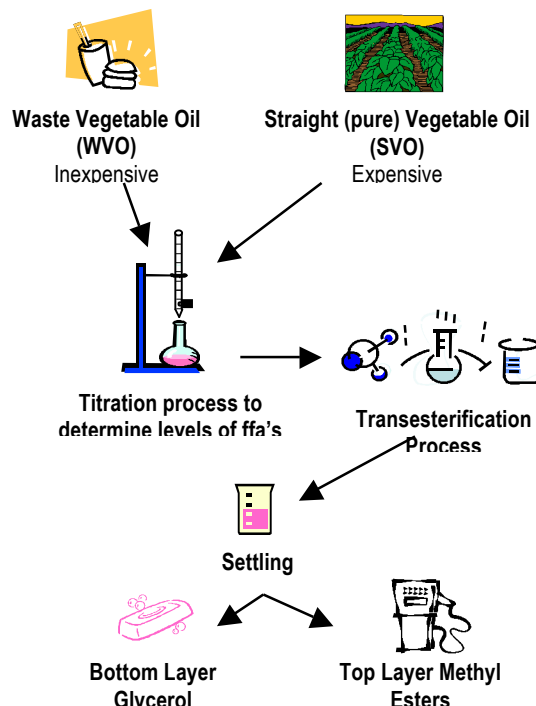 Waste Vegetable Oil
(WVO)
Inexpensive
Straight (pure) Vegetable Oil
(SVO)
Expensive
Titration process to
determine levels of ffa's
Transesterification
Process
Settling
Bottom Layer
Glycerol
Top Layer Methyl
Esters